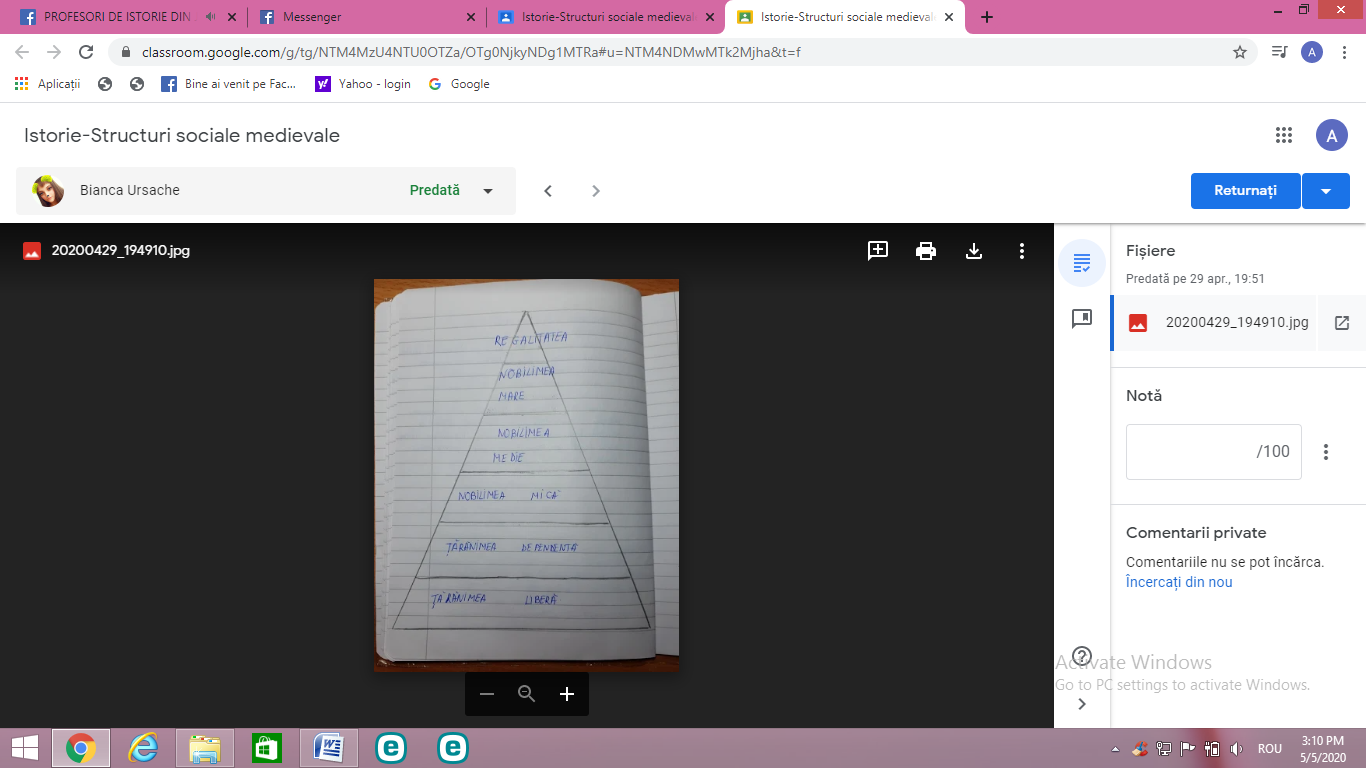 PROFESORI DE ISTORIE DIN
Messenger
Istorie-Structuri sociale medieval
Istorie-Structuri sociale medieval
classroom.google.com/g/tg/NTM4MzU4NTU0OTZa/OTg0NjkyNDg1MTRa#u=NTM4NDMwMTk2Mjha&t=f
A
Aplicații
Bine ai venit pe Fac...
Yahoo - login
Google
Istorie-Structuri sociale medievale
A
Bianca Ursache
Predată
Returnați
20200429_194910.jpg
REGALITATEA
NOBILIMEA
MARE
NOBILIMEA
MEDIE
NOBILIMEA MICĂ
ȚĂRĂNIMEA DEPENDENTĂ
ȚĂRĂNIMEA LIBERĂ
Fișiere
Predată pe 29 apr., 19:51
20200429_194910.jpg
Notă
/100
Comentarii private
Comentariile nu se pot încărca.
Încercați din nou
Activate Windows
Go to PC settings to activate Windows.
ROU
3:10 PM
5/5/2020